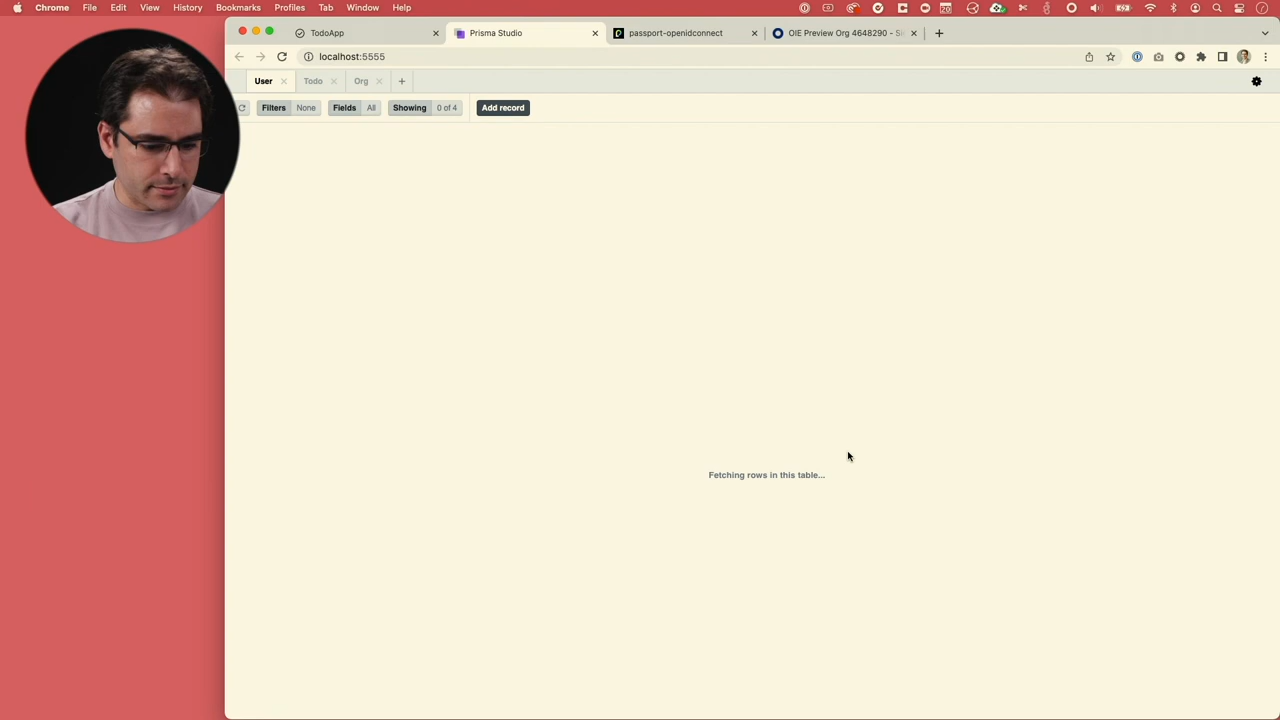 Chrome File Edit View History Bookmarks Profiles Tab Window Help
TodoApp Prisma Studio passport-openidconnect OIE Preview Org 4648290 - Si
localhost:5555
User Todo Org
Filters None Fields All Showing 0 of 4 Add record
Fetching rows in this table...